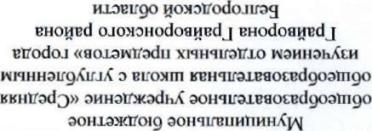 Муниципальное бюджетное
общеобразовательное учреждение «Средняя
общеобразовательная школа с углубленным
изучением отдельных предметов» города
Грайворона Грайворонского района
Белгородской области